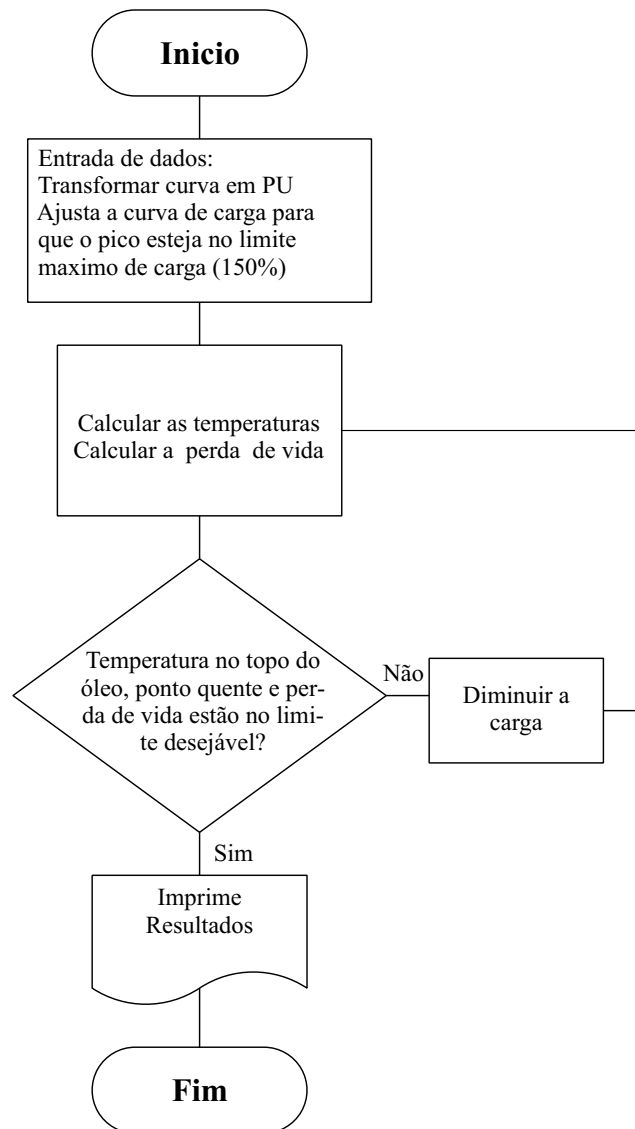 Inicio
Entrada de dados:
Transformar curva em PU
Ajusta a curva de carga para
que o pico esteja no limite
maximo de carga (150%)
Calcular as temperaturas
Calcular a perda de vida
Temperatura no topo do
óleo, ponto quente e per-
da de vida estão no limi-
te desejável?
Não
Diminuir a
carga
Sim
Imprime
Resultados
Fim